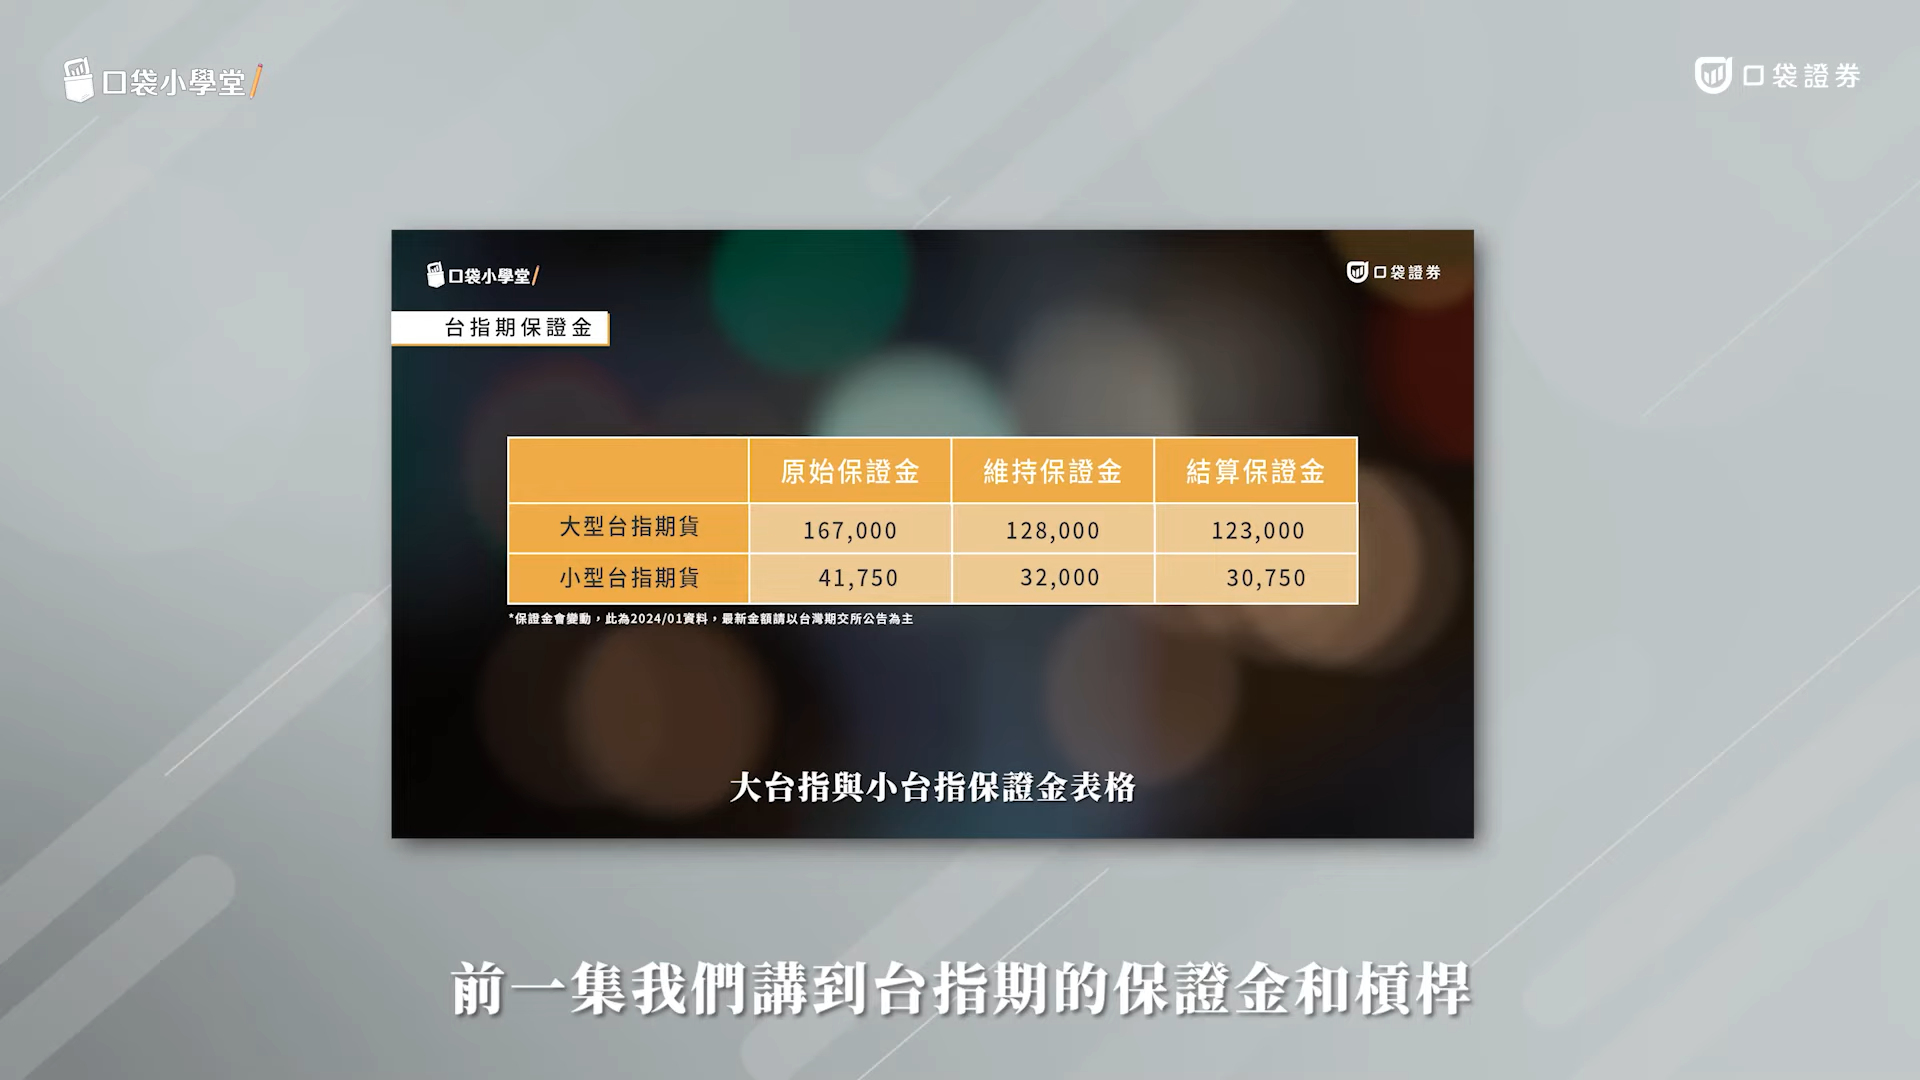 口袋小學堂
口袋證券
口袋小學堂
口袋證券
台指期保證金
原始保證金 維持保證金 結算保證金
大型台指期貨 167,000 128,000 123,000
小型台指期貨 41,750 32,000 30,750
*保證金會變動，此為2024/01資料，最新金額請以台灣期交所公告為主
大台指與小台指保證金表格
前一集我們講到台指期的保證金和槓桿